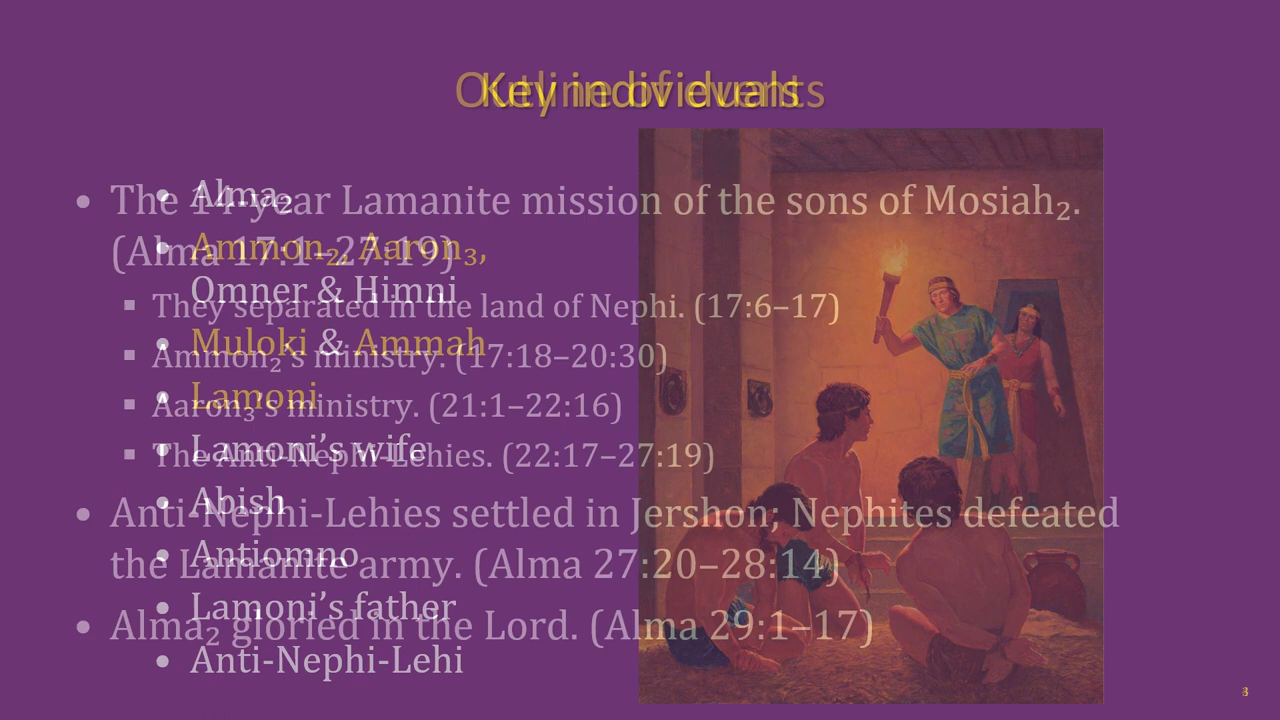 Key individuals
Alma₂
Ammon₂, Aaron₃,
Omner & Himni
Muloki & Ammah
Lamoni
Lamoni’s wife
Abish
Antiomno
Lamoni’s father
Anti-Nephi-Lehi
Outline of events
The 14-year Lamanite mission of the sons of Mosiah₂.
(Alma 17:1–27:19)
They separated in the land of Nephi. (17:6–17)
Ammon₂’s ministry. (17:18–20:30)
Aaron₃’s ministry. (21:1–22:16)
The Anti-Nephi-Lehies. (22:17–27:19)
Anti-Nephi-Lehies settled in Jershon; Nephites defeated
the Lamanite army. (Alma 27:20–28:14)
Alma₂ gloried in the Lord. (Alma 29:1–17)